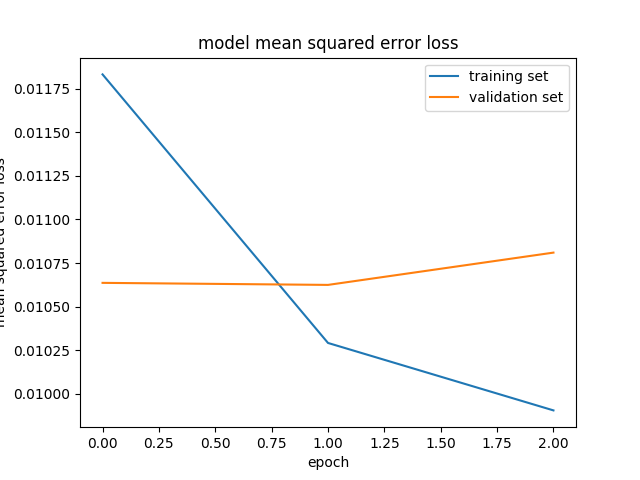 model mean squared error loss
training set
validation set
0.01175
0.01150
0.01125
0.01100
0.01075
0.01050
0.01025
0.01000
mean squared error loss
0.00 0.25 0.50 0.75 1.00 1.25 1.50 1.75 2.00
epoch